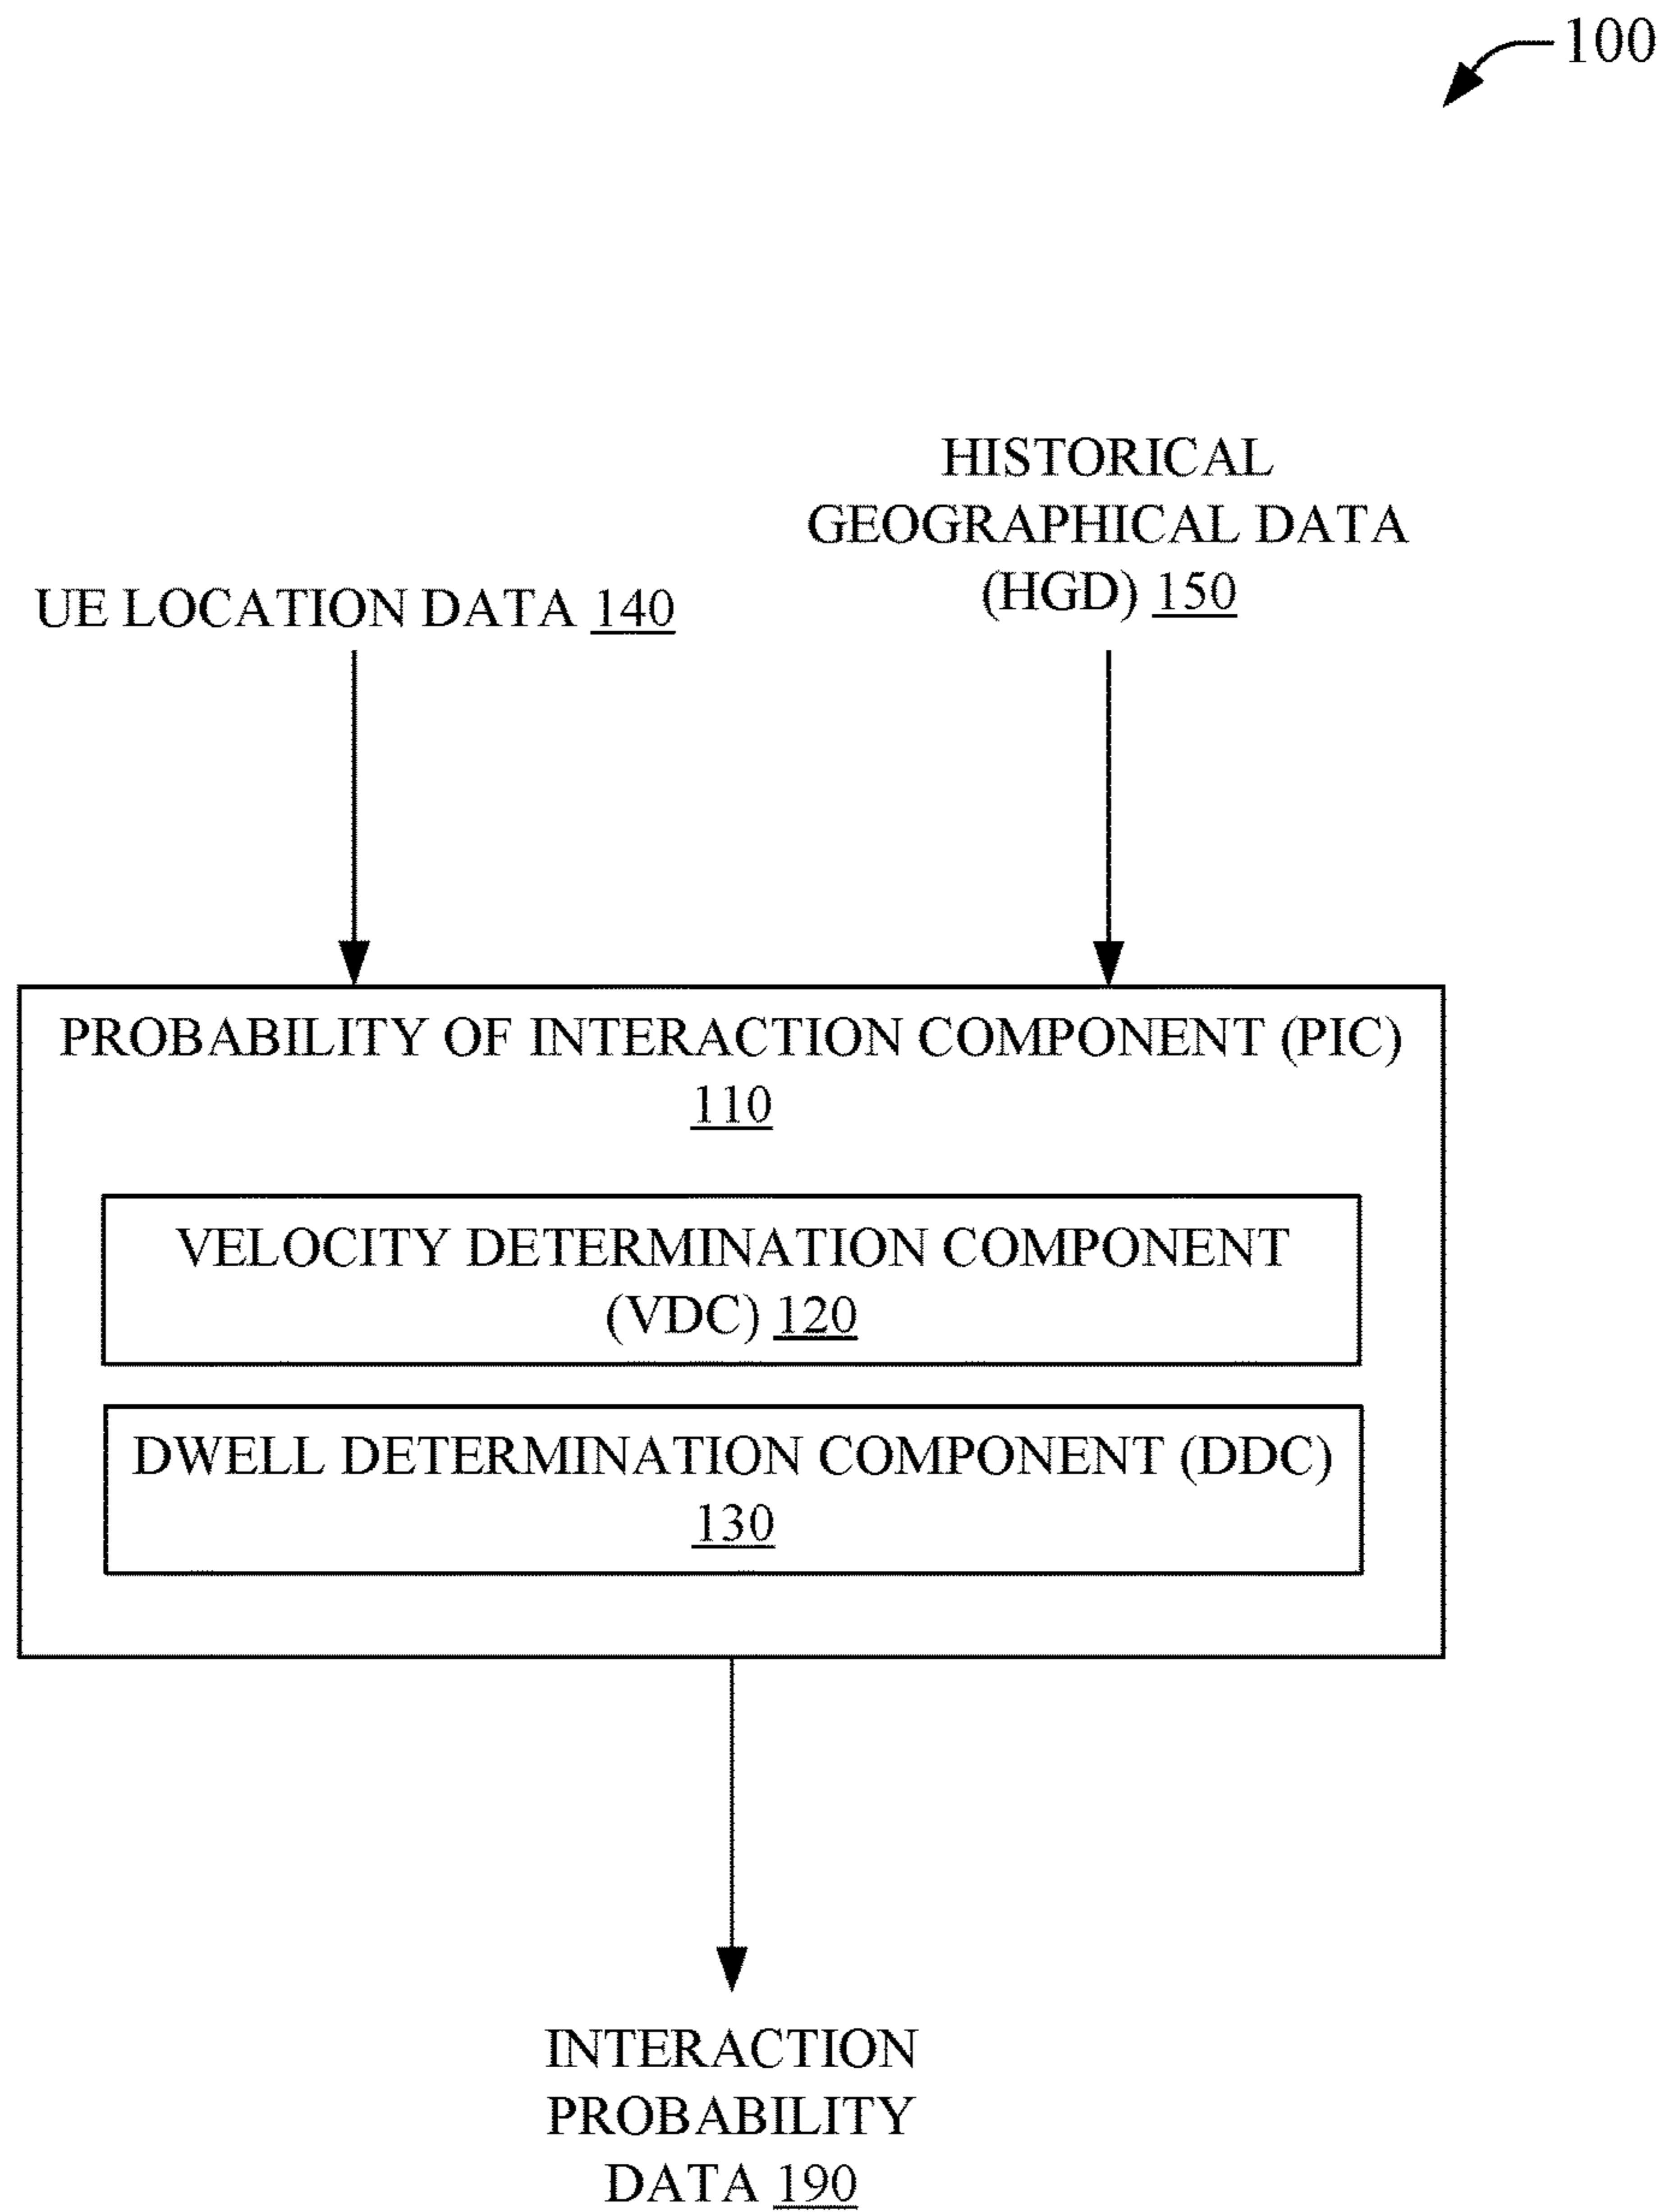 100
HISTORICAL
GEOGRAPHICAL DATA
(HGD) 150
UE LOCATION DATA 140
PROBABILITY OF INTERACTION COMPONENT (PIC)
110
VELOCITY DETERMINATION COMPONENT
(VDC) 120
DWELL DETERMINATION COMPONENT (DDC)
130
INTERACTION
PROBABILITY
DATA 190